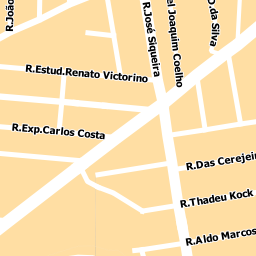 R.João
R.José Siqueira
el Joaquim Coelho
O.da Silva
R.Estud.Renato Victorino
R.Exp.Carlos Costa
R.Das Cerejei
R.Thadeu Kock
R.Aldo Marcos